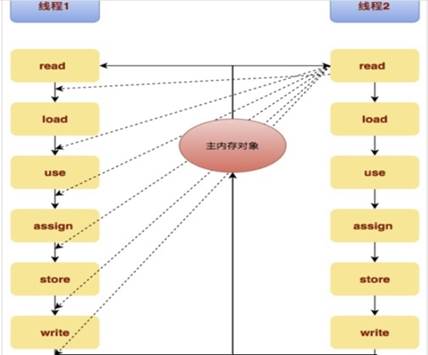 线程1
线程2
read
read
load
load
主内存对象
use
use
assign
assign
store
store
write
write